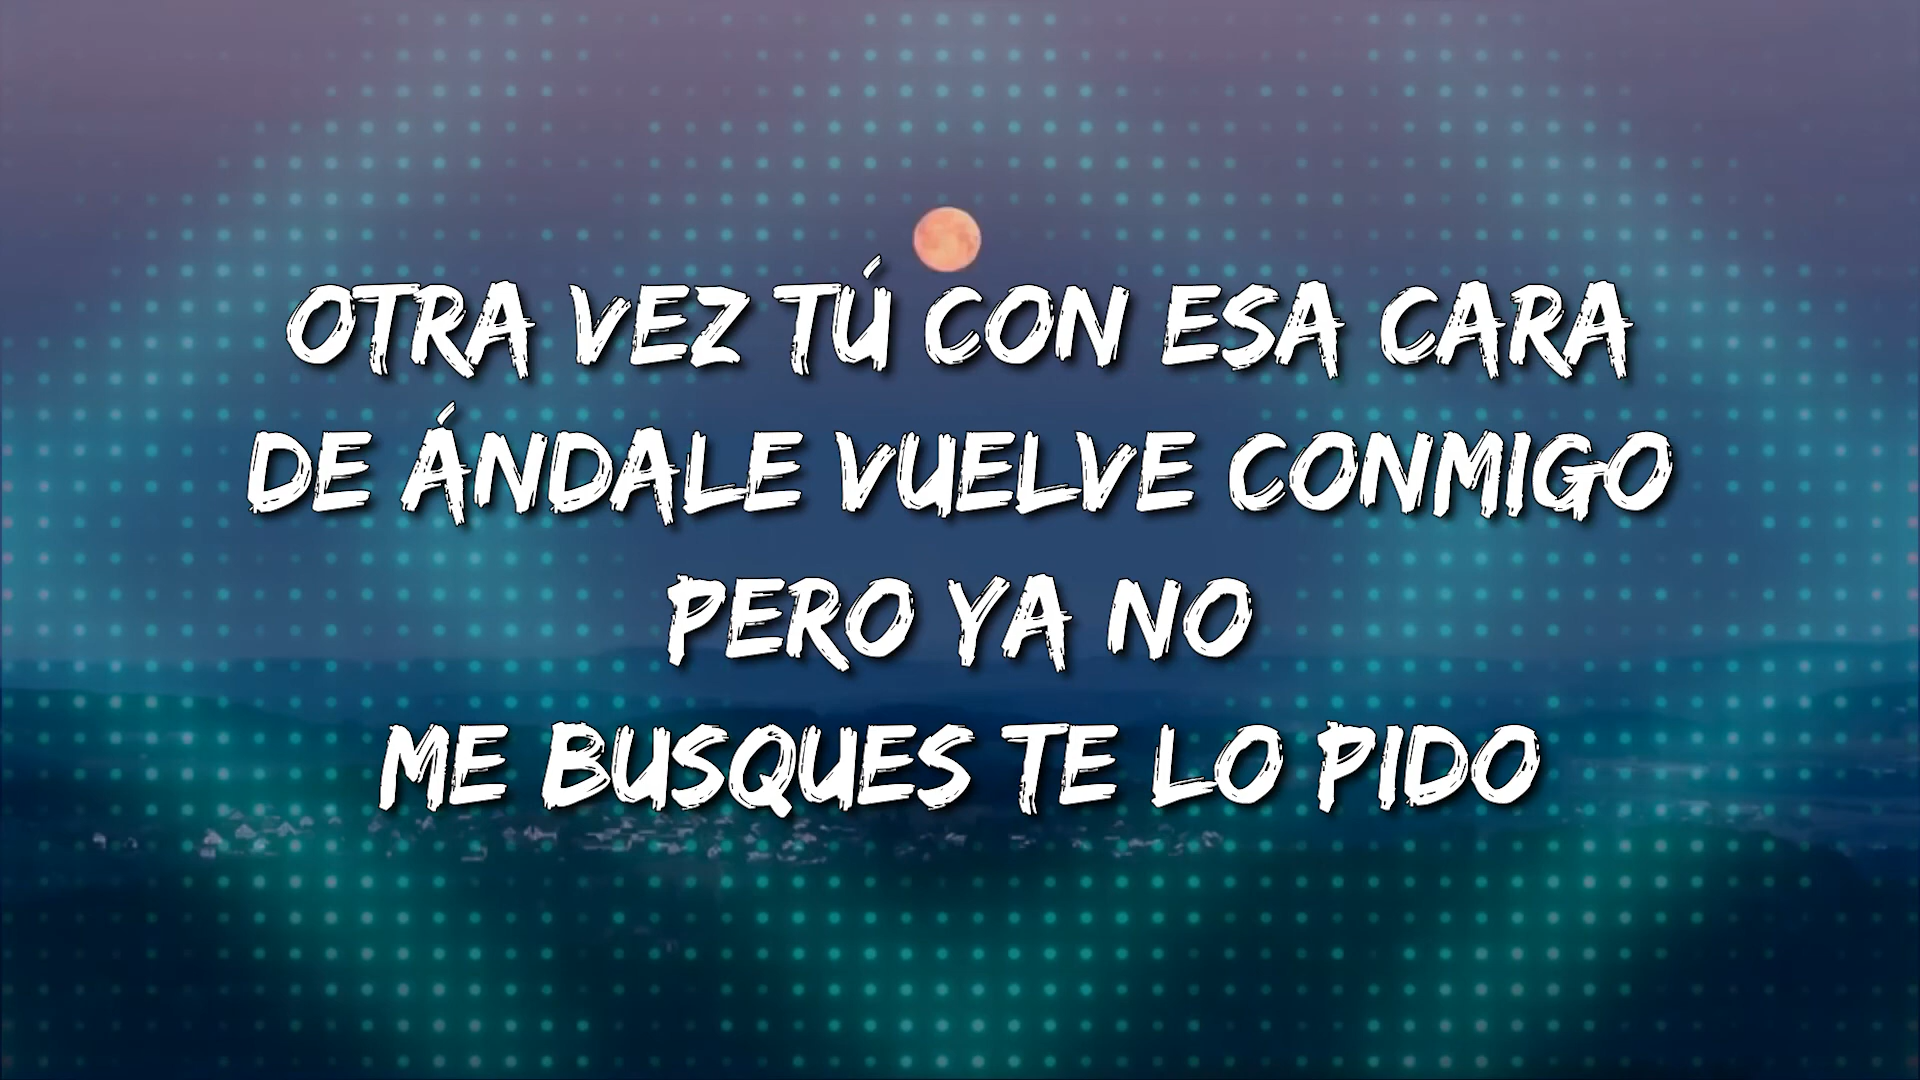 OTRA VEZ TÚ CON ESA CARA
DE ÁNDALE VUELVE CONMIGO
PERO YA NO
ME BUSQUES TE LO PIDO